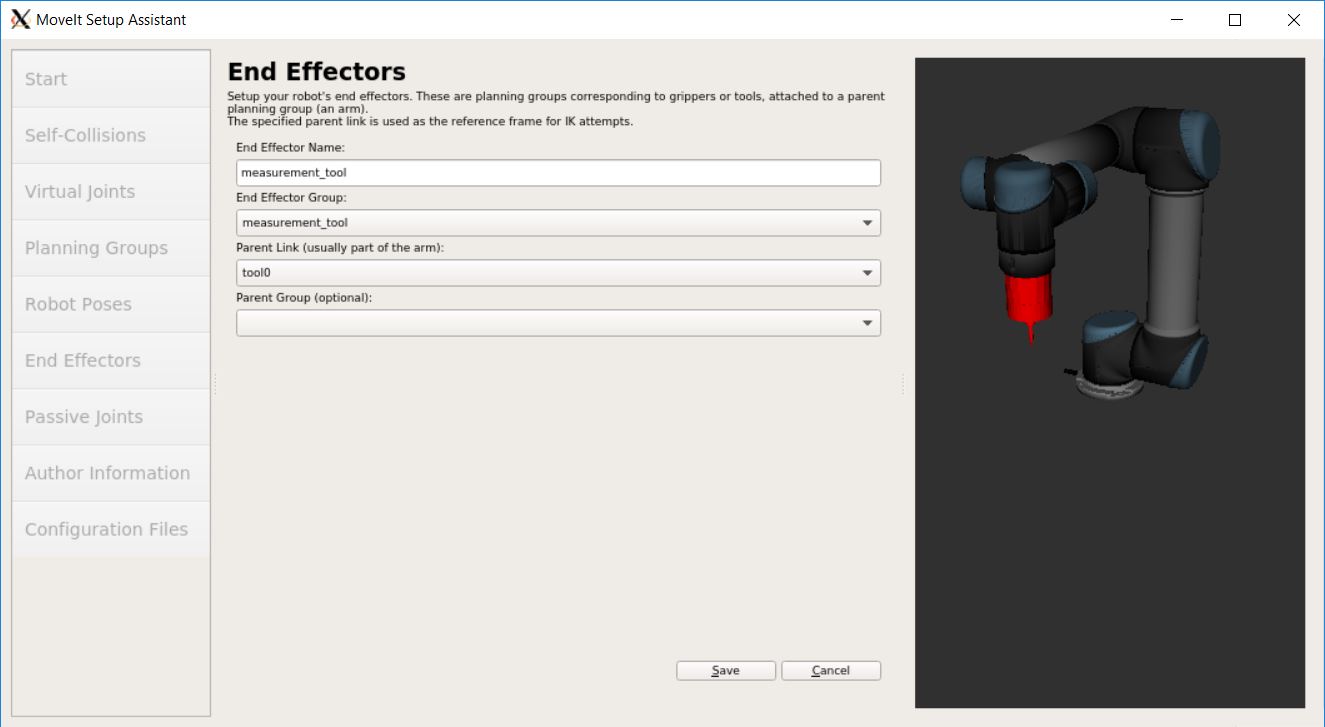 MoveIt Setup Assistant
Start
Self-Collisions
Virtual Joints
Planning Groups
Robot Poses
End Effectors
Passive Joints
Author Information
Configuration Files
End Effectors
Setup your robot's end effectors. These are planning groups corresponding to grippers or tools, attached to a parent
planning group (an arm).
The specified parent link is used as the reference frame for IK attempts.
End Effector Name:
measurement_tool
End Effector Group:
measurement_tool
Parent Link (usually part of the arm):
tool0
Parent Group (optional):
Save
Cancel